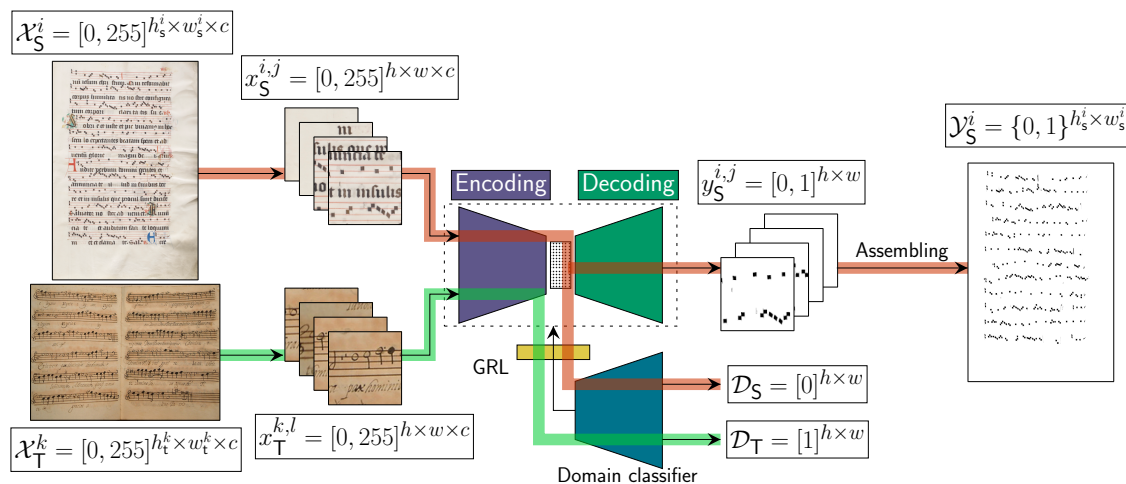 𝒳_S^i = [0, 255]^{h_s^i × w_s^i × c}
x_S^{i,j} = [0, 255]^{h×w×c}
𝒴_S^i = {0, 1}^{h_s^i × w_s^i}
Encoding
Decoding
y_S^{i,j} = [0, 1]^{h×w}
Assembling
GRL
𝒟_S = [0]^{h×w}
𝒳_T^k = [0, 255]^{h_t^k × w_t^k × c}
x_T^{k,l} = [0, 255]^{h×w×c}
𝒟_T = [1]^{h×w}
Domain classifier